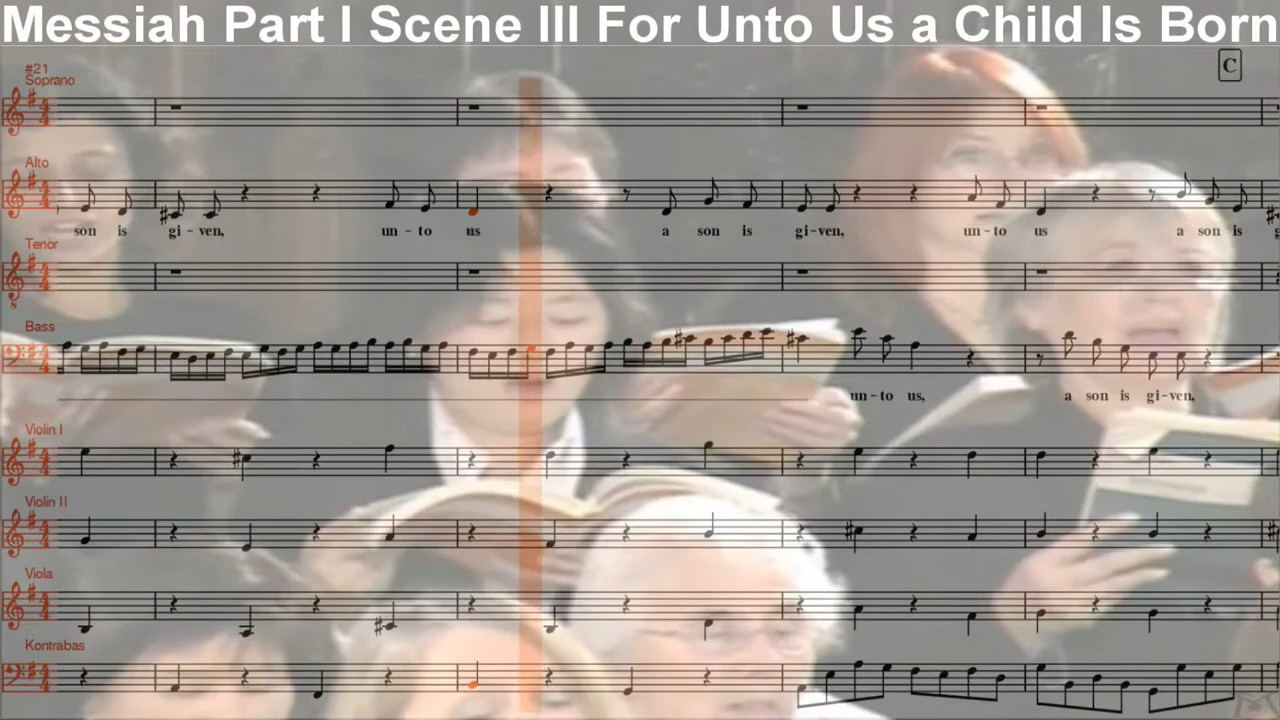 Messiah Part I Scene III For Unto Us a Child Is Born
C
#21
Soprano
Alto
son is gi - ven, un - to us a son is gi - ven, un - to us a son is g
Tenor
Bass
un - to us, a son is gi - ven,
Violin I
Violin II
Viola
Kontrabas